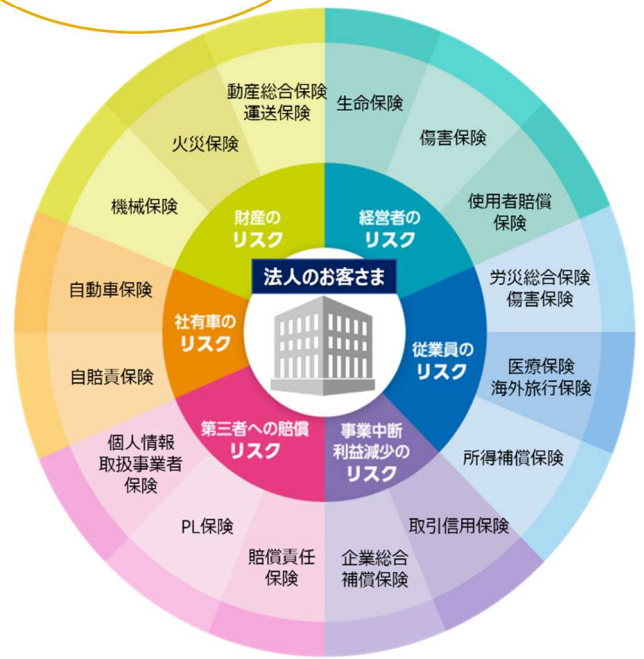 動産総合保険
運送保険
生命保険
火災保険
傷害保険
機械保険
財産の
リスク
経営者の
リスク
使用者賠償
保険
法人のお客さま
自動車保険
社有車の
リスク
労災総合保険
傷害保険
従業員の
リスク
医療保険
海外旅行保険
自賠責保険
第三者への賠償
リスク
事業中断
利益減少の
リスク
個人情報
取扱事業者
保険
所得補償保険
PL保険
取引信用保険
賠償責任
保険
企業総合
補償保険